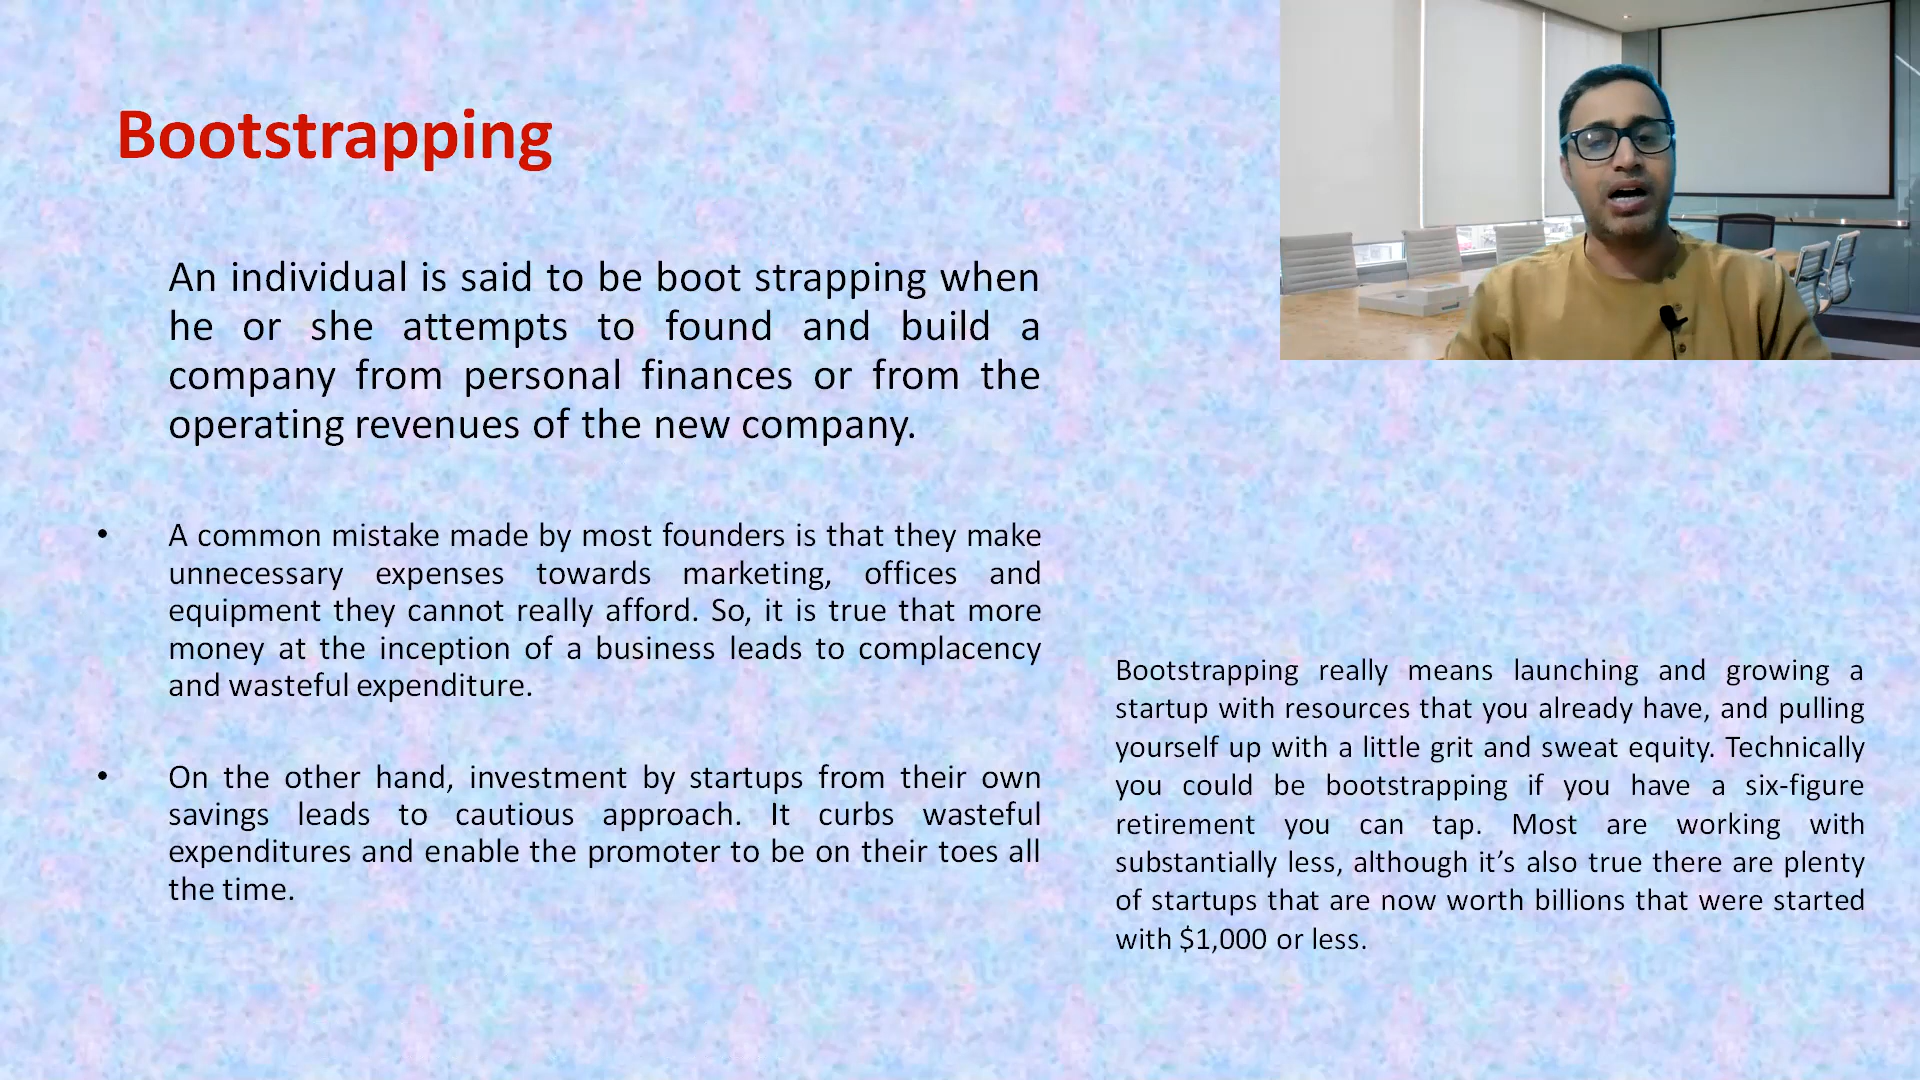 Bootstrapping
An individual is said to be boot strapping when
he or she attempts to found and build a
company from personal finances or from the
operating revenues of the new company.
• A common mistake made by most founders is that they make
unnecessary expenses towards marketing, offices and
equipment they cannot really afford. So, it is true that more
money at the inception of a business leads to complacency
and wasteful expenditure.
• On the other hand, investment by startups from their own
savings leads to cautious approach. It curbs wasteful
expenditures and enable the promoter to be on their toes all
the time.
Bootstrapping really means launching and growing a
startup with resources that you already have, and pulling
yourself up with a little grit and sweat equity. Technically
you could be bootstrapping if you have a six-figure
retirement you can tap. Most are working with
substantially less, although it’s also true there are plenty
of startups that are now worth billions that were started
with $1,000 or less.